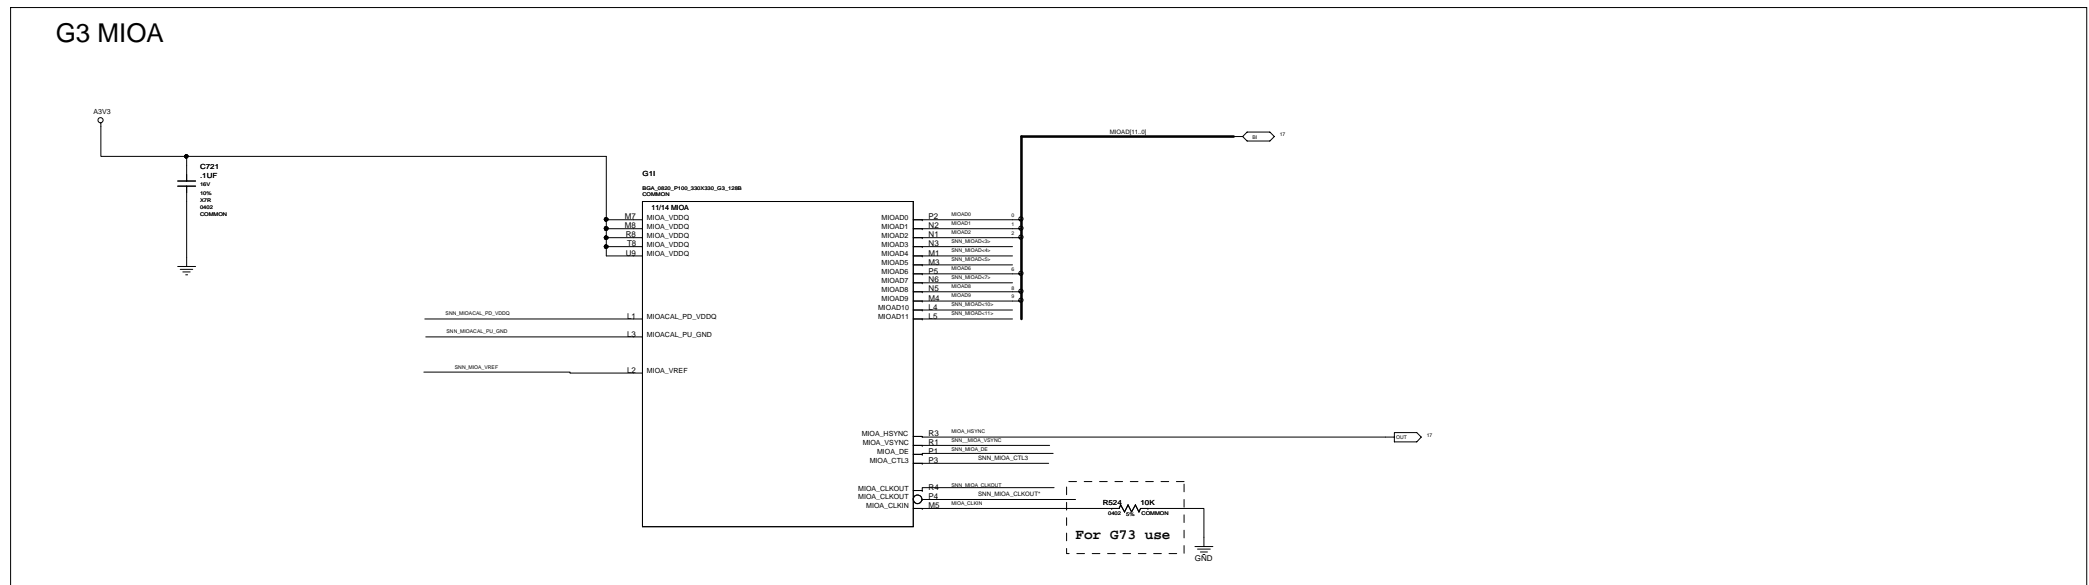 G3 MIOA
A3V3
C721
.1UF
16V
10%
X7R
0402
COMMON
MIOAD[11..0]
BI
17
G1I
BGA_0820_P100_330X330_G3_128B
COMMON
11/14 MIOA
M7 MIOA_VDDQ
M8 MIOA_VDDQ
R8 MIOA_VDDQ
T8 MIOA_VDDQ
U9 MIOA_VDDQ
MIOAD0 P2 MIOAD0 0
MIOAD1 N2 MIOAD1 1
MIOAD2 N1 MIOAD2 2
MIOAD3 N3 SNN_MIOAD<3>
MIOAD4 M1 SNN_MIOAD<4>
MIOAD5 M3 SNN_MIOAD<5>
MIOAD6 P5 MIOAD6 6
MIOAD7 N6 SNN_MIOAD<7>
MIOAD8 N5 MIOAD8 8
MIOAD9 M4 MIOAD9 9
MIOAD10 L4 SNN_MIOAD<10>
MIOAD11 L5 SNN_MIOAD<11>
SNN_MIOACAL_PD_VDDQ L1 MIOACAL_PD_VDDQ
SNN_MIOACAL_PU_GND L3 MIOACAL_PU_GND
SNN_MIOA_VREF L2 MIOA_VREF
MIOA_HSYNC R3 MIOA_HSYNC OUT 17
MIOA_VSYNC R1 SNN__MIOA_VSYNC
MIOA_DE P1 SNN_MIOA_DE
MIOA_CTL3 P3 SNN_MIOA_CTL3
MIOA_CLKOUT R4 SNN_MIOA_CLKOUT
MIOA_CLKOUT P4 SNN_MIOA_CLKOUT*
MIOA_CLKIN M5 MIOA_CLKIN
R524 10K
0402 5% COMMON
For G73 use
GND